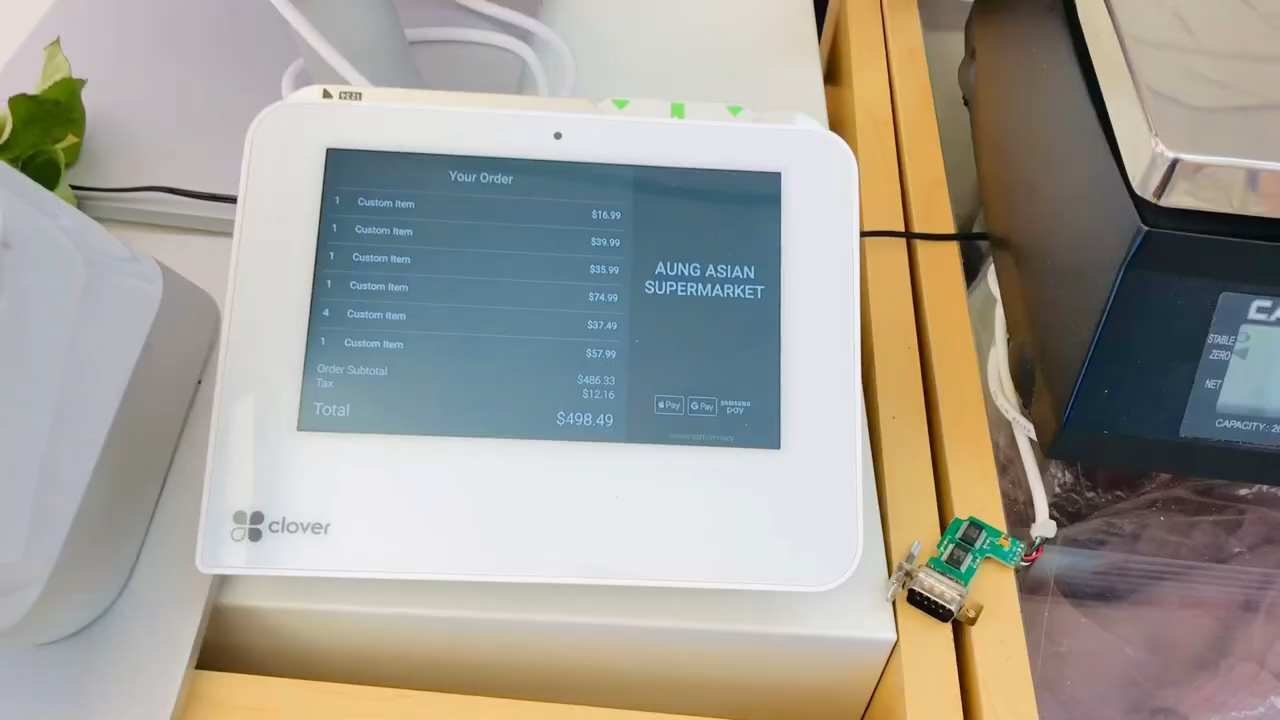 Your Order
1 Custom Item $16.99
1 Custom Item $39.99
1 Custom Item $35.99
1 Custom Item $74.99
4 Custom Item $37.49
1 Custom Item $57.99
Order Subtotal $486.33
Tax $12.16
Total $498.49
AUNG ASIAN
SUPERMARKET
Pay G Pay SAMSUNG pay
clover
STABLE
ZERO
NET
CAPACITY: